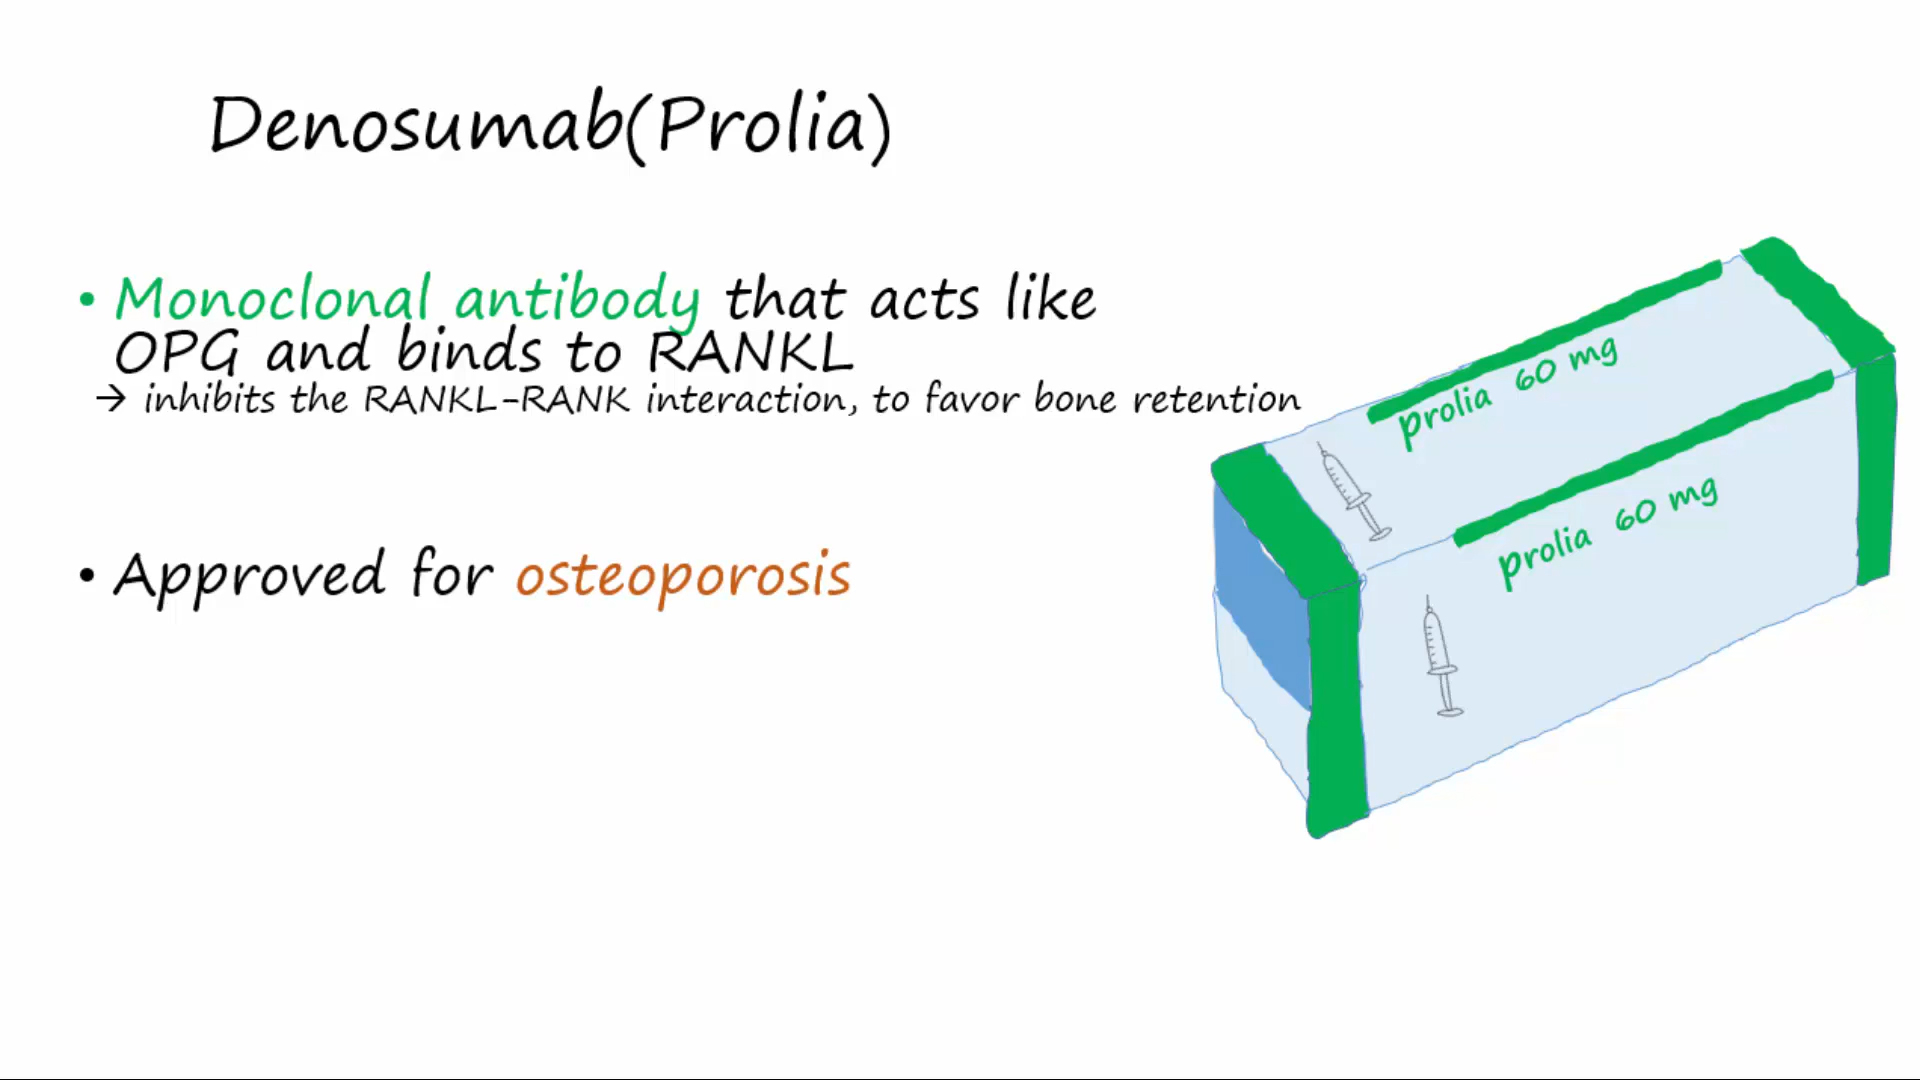 Denosumab(Prolia)
• Monoclonal antibody that acts like
OPG and binds to RANKL
→ inhibits the RANKL-RANK interaction, to favor bone retention
• Approved for osteoporosis
prolia 60 mg
prolia 60 mg